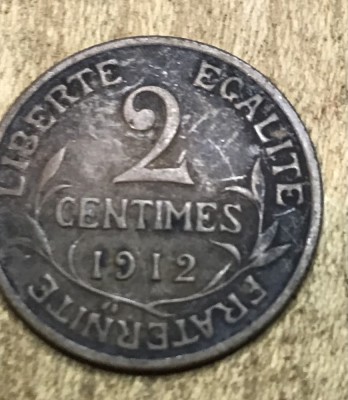 LIBERTE EGALITE
2
CENTIMES
1912
FRATERNITE